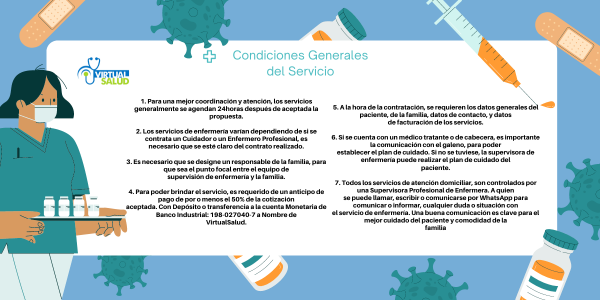 Condiciones Generales
del Servicio
VIRTUAL
SALUD
1. Para una mejor coordinación y atención, los servicios
generalmente se agendan 24horas después de aceptada la
propuesta.
2. Los servicios de enfermería varían dependiendo de si se
contrata un Cuidador o un Enfermero Profesional, es
necesario que se esté claro del contrato realizado.
3. Es necesario que se designe un responsable de la familia, para
que sea el punto focal entre el equipo de
supervisión de enfermería y la familia.
4. Para poder brindar el servicio, es requerido de un anticipo de
pago de por o menos el 50% de la cotización
aceptada. Con Depósito o transferencia a la cuenta Monetaria de
Banco Industrial: 198-027040-7 a Nombre de
VirtualSalud.
5. A la hora de la contratación, se requieren los datos generales del
paciente, de la familia, datos de contacto, y datos
de facturación de los servicios.
6. Si se cuenta con un médico tratante o de cabecera, es importante
la comunicación con el galeno, para poder
establecer el plan de cuidado. Si no se tuviese, la supervisora de
enfermería puede realizar el plan de cuidado del
paciente.
7. Todos los servicios de atención domiciliar, son controlados por
una Supervisora Profesional de Enfermera. A quien
se puede llamar, escribir o comunicarse por WhatsApp para
comunicar o informar, cualquier duda o situación con
el servicio de enfermería. Una buena comunicación es clave para el
mejor cuidado del paciente y comodidad de la
familia